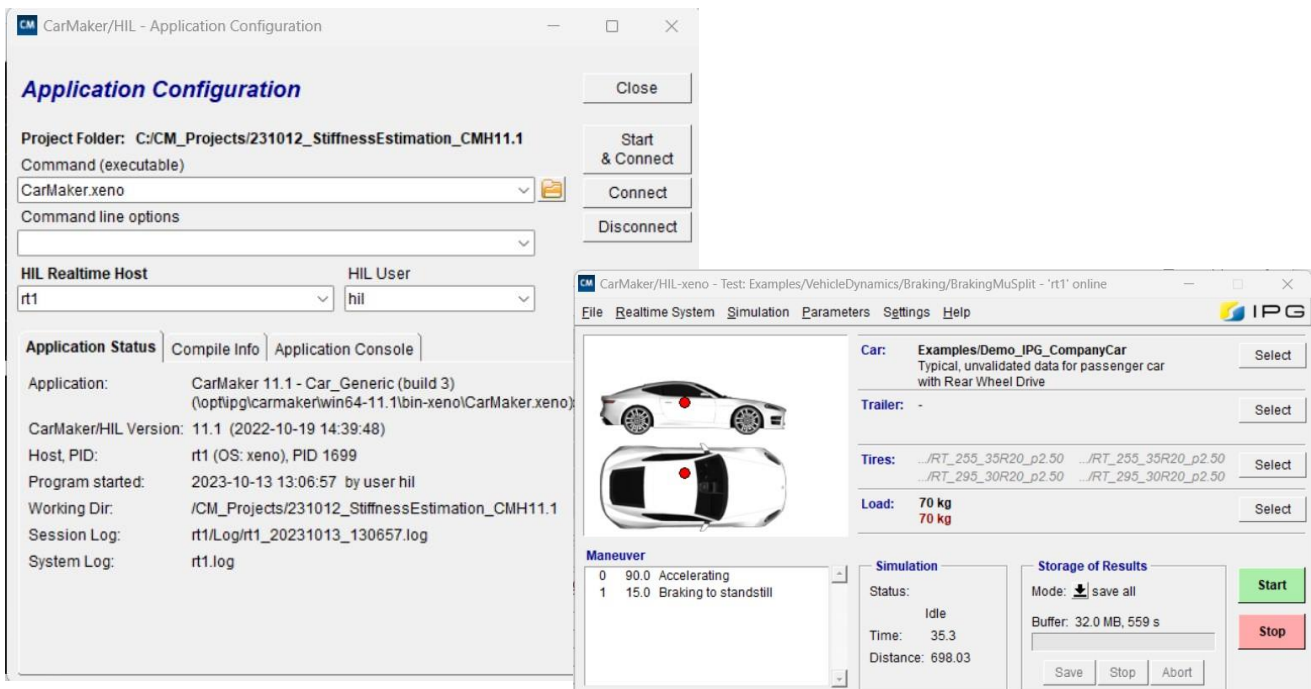 CM CarMaker/HIL - Application Configuration
Application Configuration
Close
Project Folder: C:/CM_Projects/231012_StiffnessEstimation_CMH11.1
Start
& Connect
Command (executable)
CarMaker.xeno
Connect
Command line options
Disconnect
HIL Realtime Host HIL User
rt1 hil
Application Status Compile Info Application Console
Application: CarMaker 11.1 - Car_Generic (build 3)
(\opt\ipg\carmaker\win64-11.1\bin-xeno\CarMaker.xeno)
CarMaker/HIL Version: 11.1 (2022-10-19 14:39:48)
Host, PID: rt1 (OS: xeno), PID 1699
Program started: 2023-10-13 13:06:57 by user hil
Working Dir: /CM_Projects/231012_StiffnessEstimation_CMH11.1
Session Log: rt1/Log/rt1_20231013_130657.log
System Log: rt1.log
CM CarMaker/HIL-xeno - Test: Examples/VehicleDynamics/Braking/BrakingMuSplit - 'rt1' online
File Realtime System Simulation Parameters Settings Help
IPG
Car: Examples/Demo_IPG_CompanyCar
Typical, unvalidated data for passenger car
with Rear Wheel Drive
Select
Trailer: -
Select
Tires: .../RT_255_35R20_p2.50 .../RT_255_35R20_p2.50
.../RT_295_30R20_p2.50 .../RT_295_30R20_p2.50
Select
Load: 70 kg
70 kg
Select
Maneuver
0 90.0 Accelerating
1 15.0 Braking to standstill
Simulation
Status:
Idle
Time: 35.3
Distance: 698.03
Storage of Results
Mode: save all
Buffer: 32.0 MB, 559 s
Save Stop Abort
Start
Stop